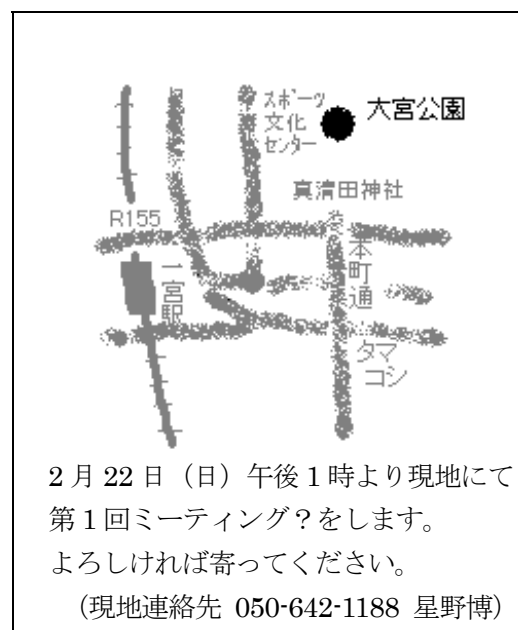 スポーツ
文化
センター
大宮公園
真清田神社
R155
一宮駅
本町通
タマ
コシ
2月22日（日）午後1時より現地にて
第1回ミーティング？をします。
よろしければ寄ってください。
（現地連絡先 050-642-1188 星野博）